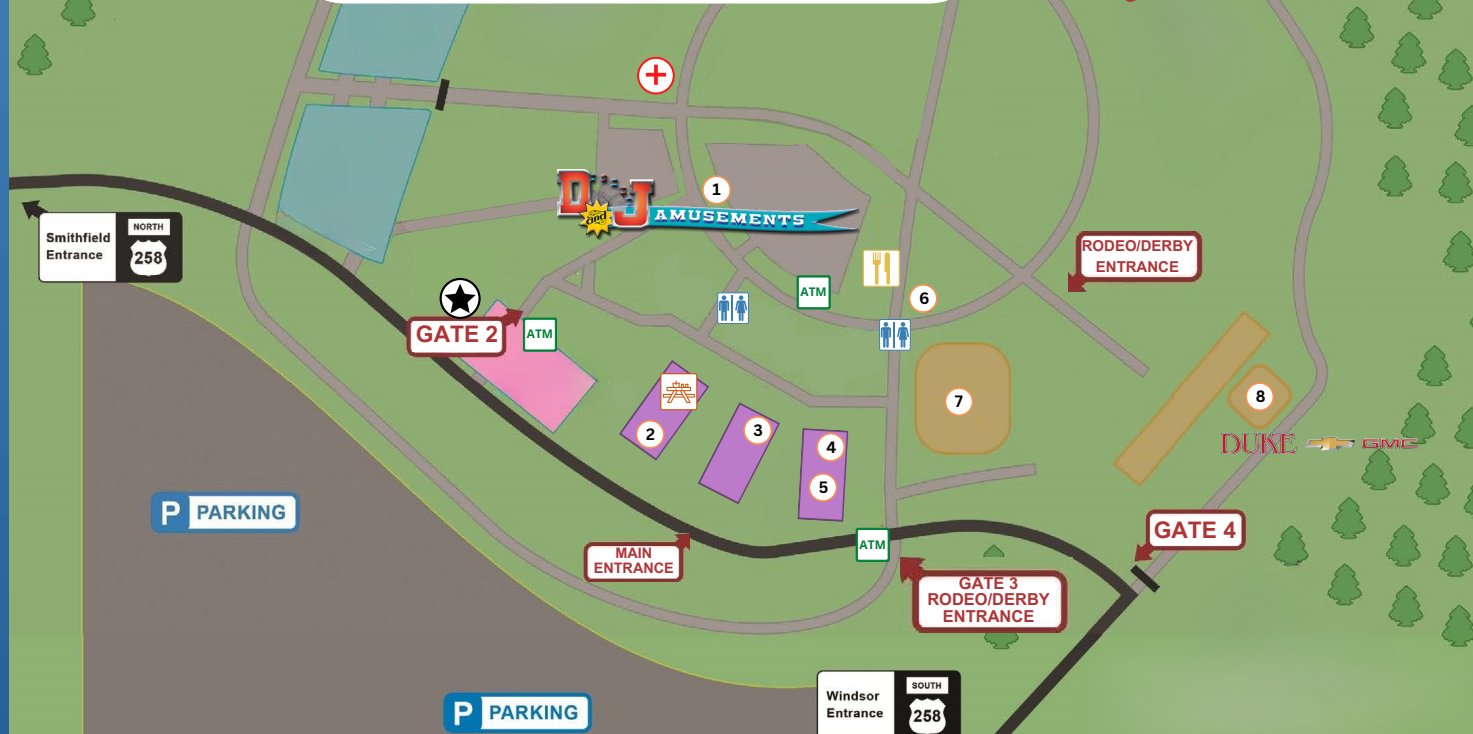 D and J AMUSEMENTS
1
RODEO/DERBY
ENTRANCE
NORTH
258
Smithfield
Entrance
ATM
6
GATE 2
ATM
7
8
2
3
4
5
DUKE GMC
P PARKING
GATE 4
ATM
MAIN
ENTRANCE
GATE 3
RODEO/DERBY
ENTRANCE
Windsor
Entrance
SOUTH
258
P PARKING